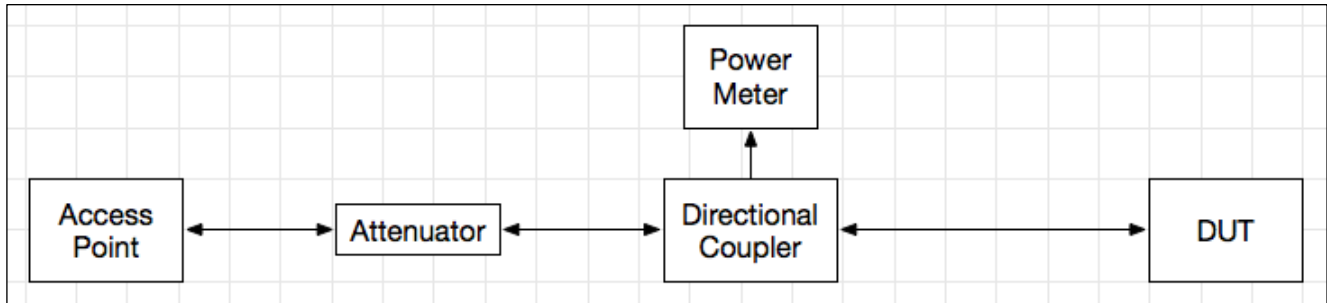 Power
Meter
Access
Point
Attenuator
Directional
Coupler
DUT